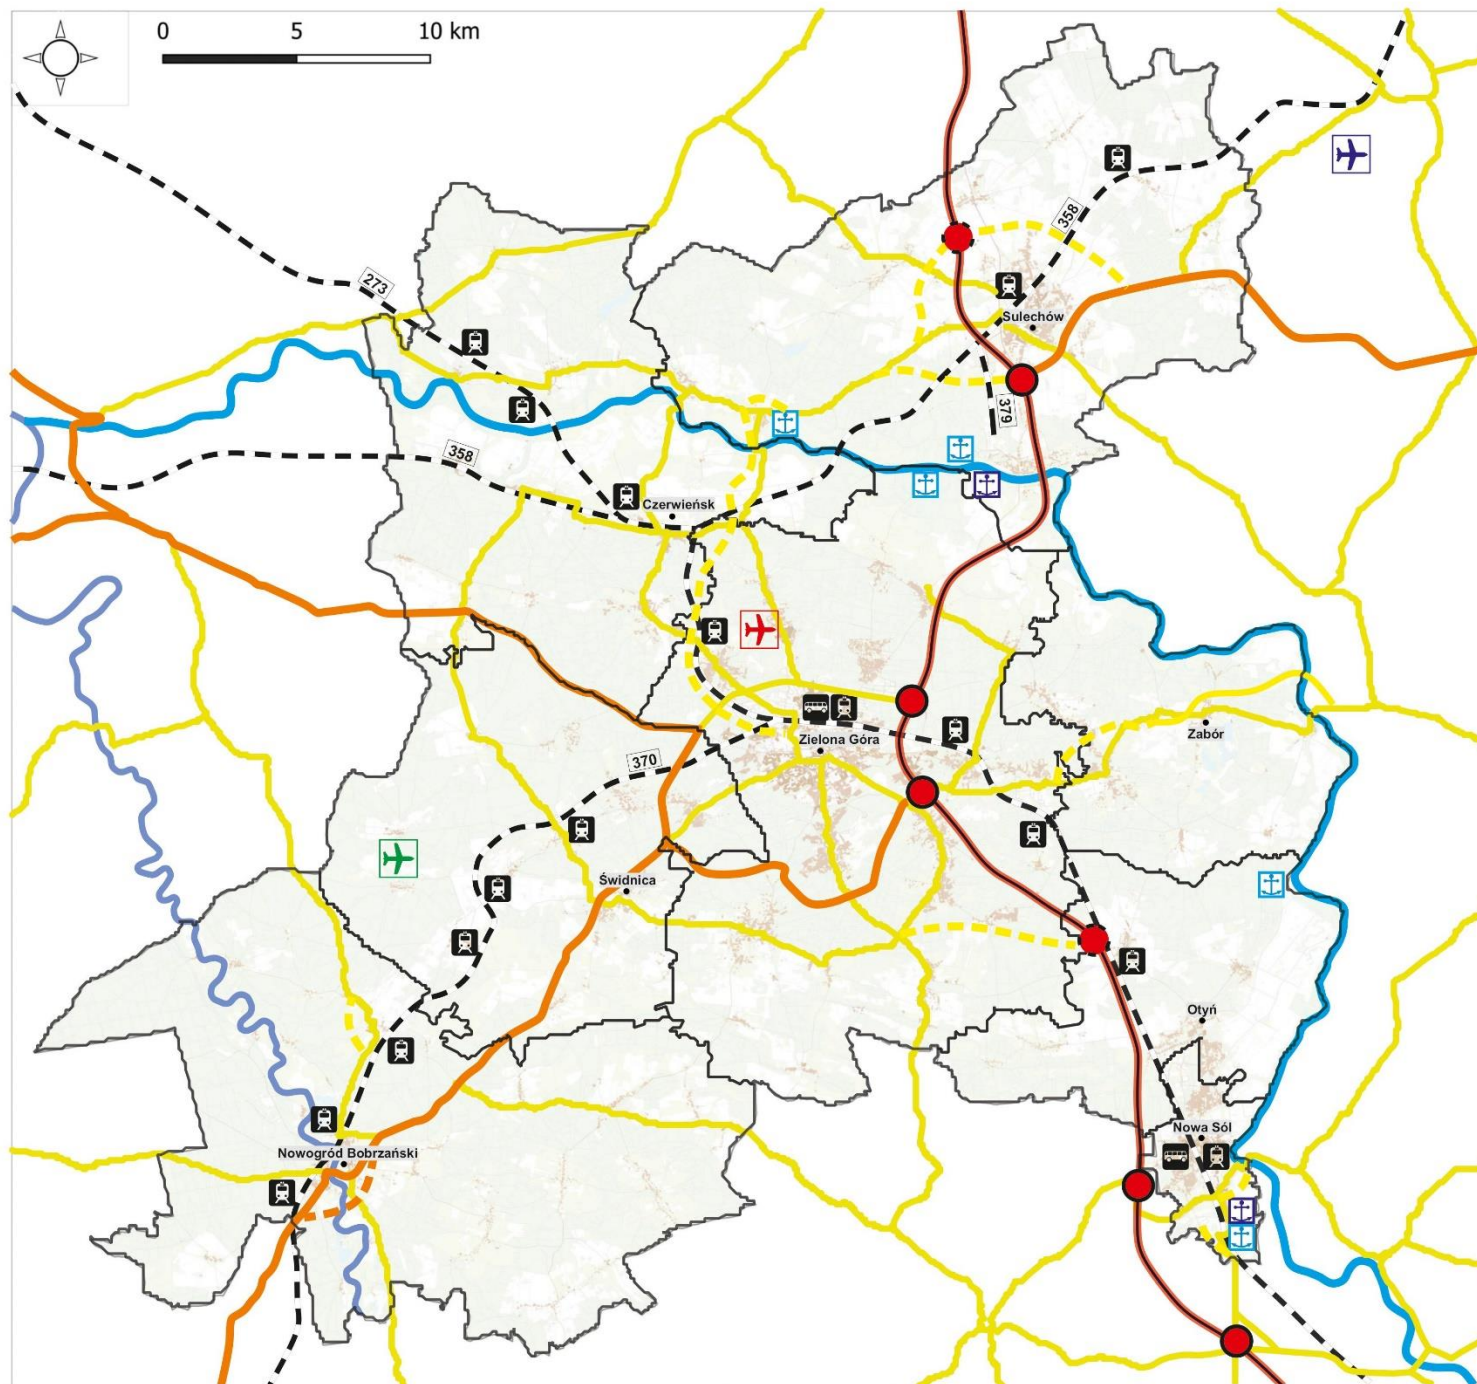 0 5 10 km
358
273
Sulechów
379
358
Czerwieńsk
Zabór
Zielona Góra
370
Świdnica
Otyń
Nowa Sól
Nowogród Bobrzański